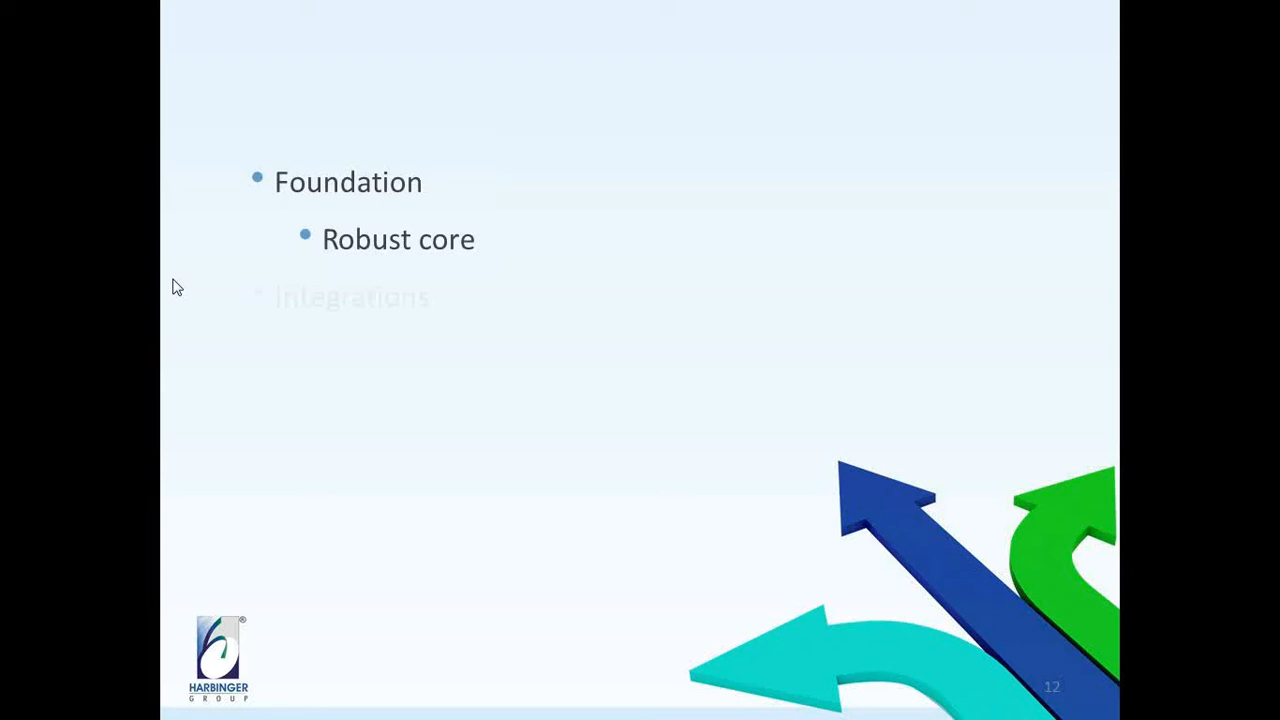 • Foundation
• Robust core
• Integrations
HARBINGER
GROUP
12